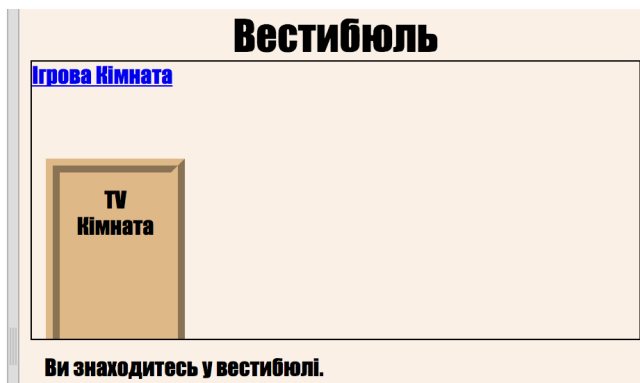 Вестибюль
Ігрова Кімната
TV
Кімната
Ви знаходитесь у вестибюлі.